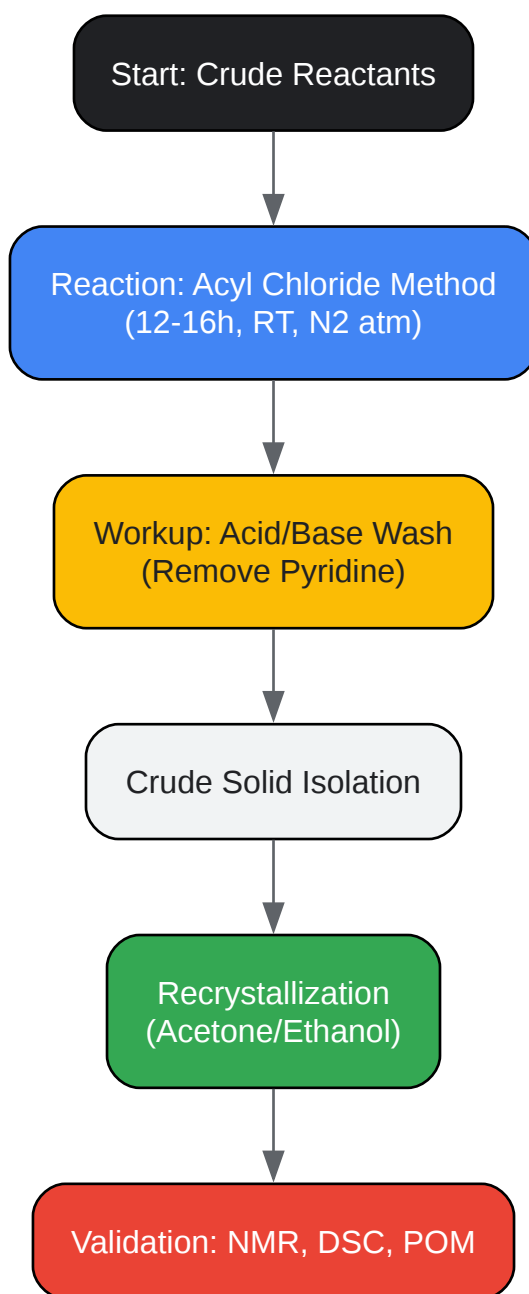 Start: Crude Reactants
Reaction: Acyl Chloride Method
(12-16h, RT, N2 atm)
Workup: Acid/Base Wash
(Remove Pyridine)
Crude Solid Isolation
Recrystallization
(Acetone/Ethanol)
Validation: NMR, DSC, POM